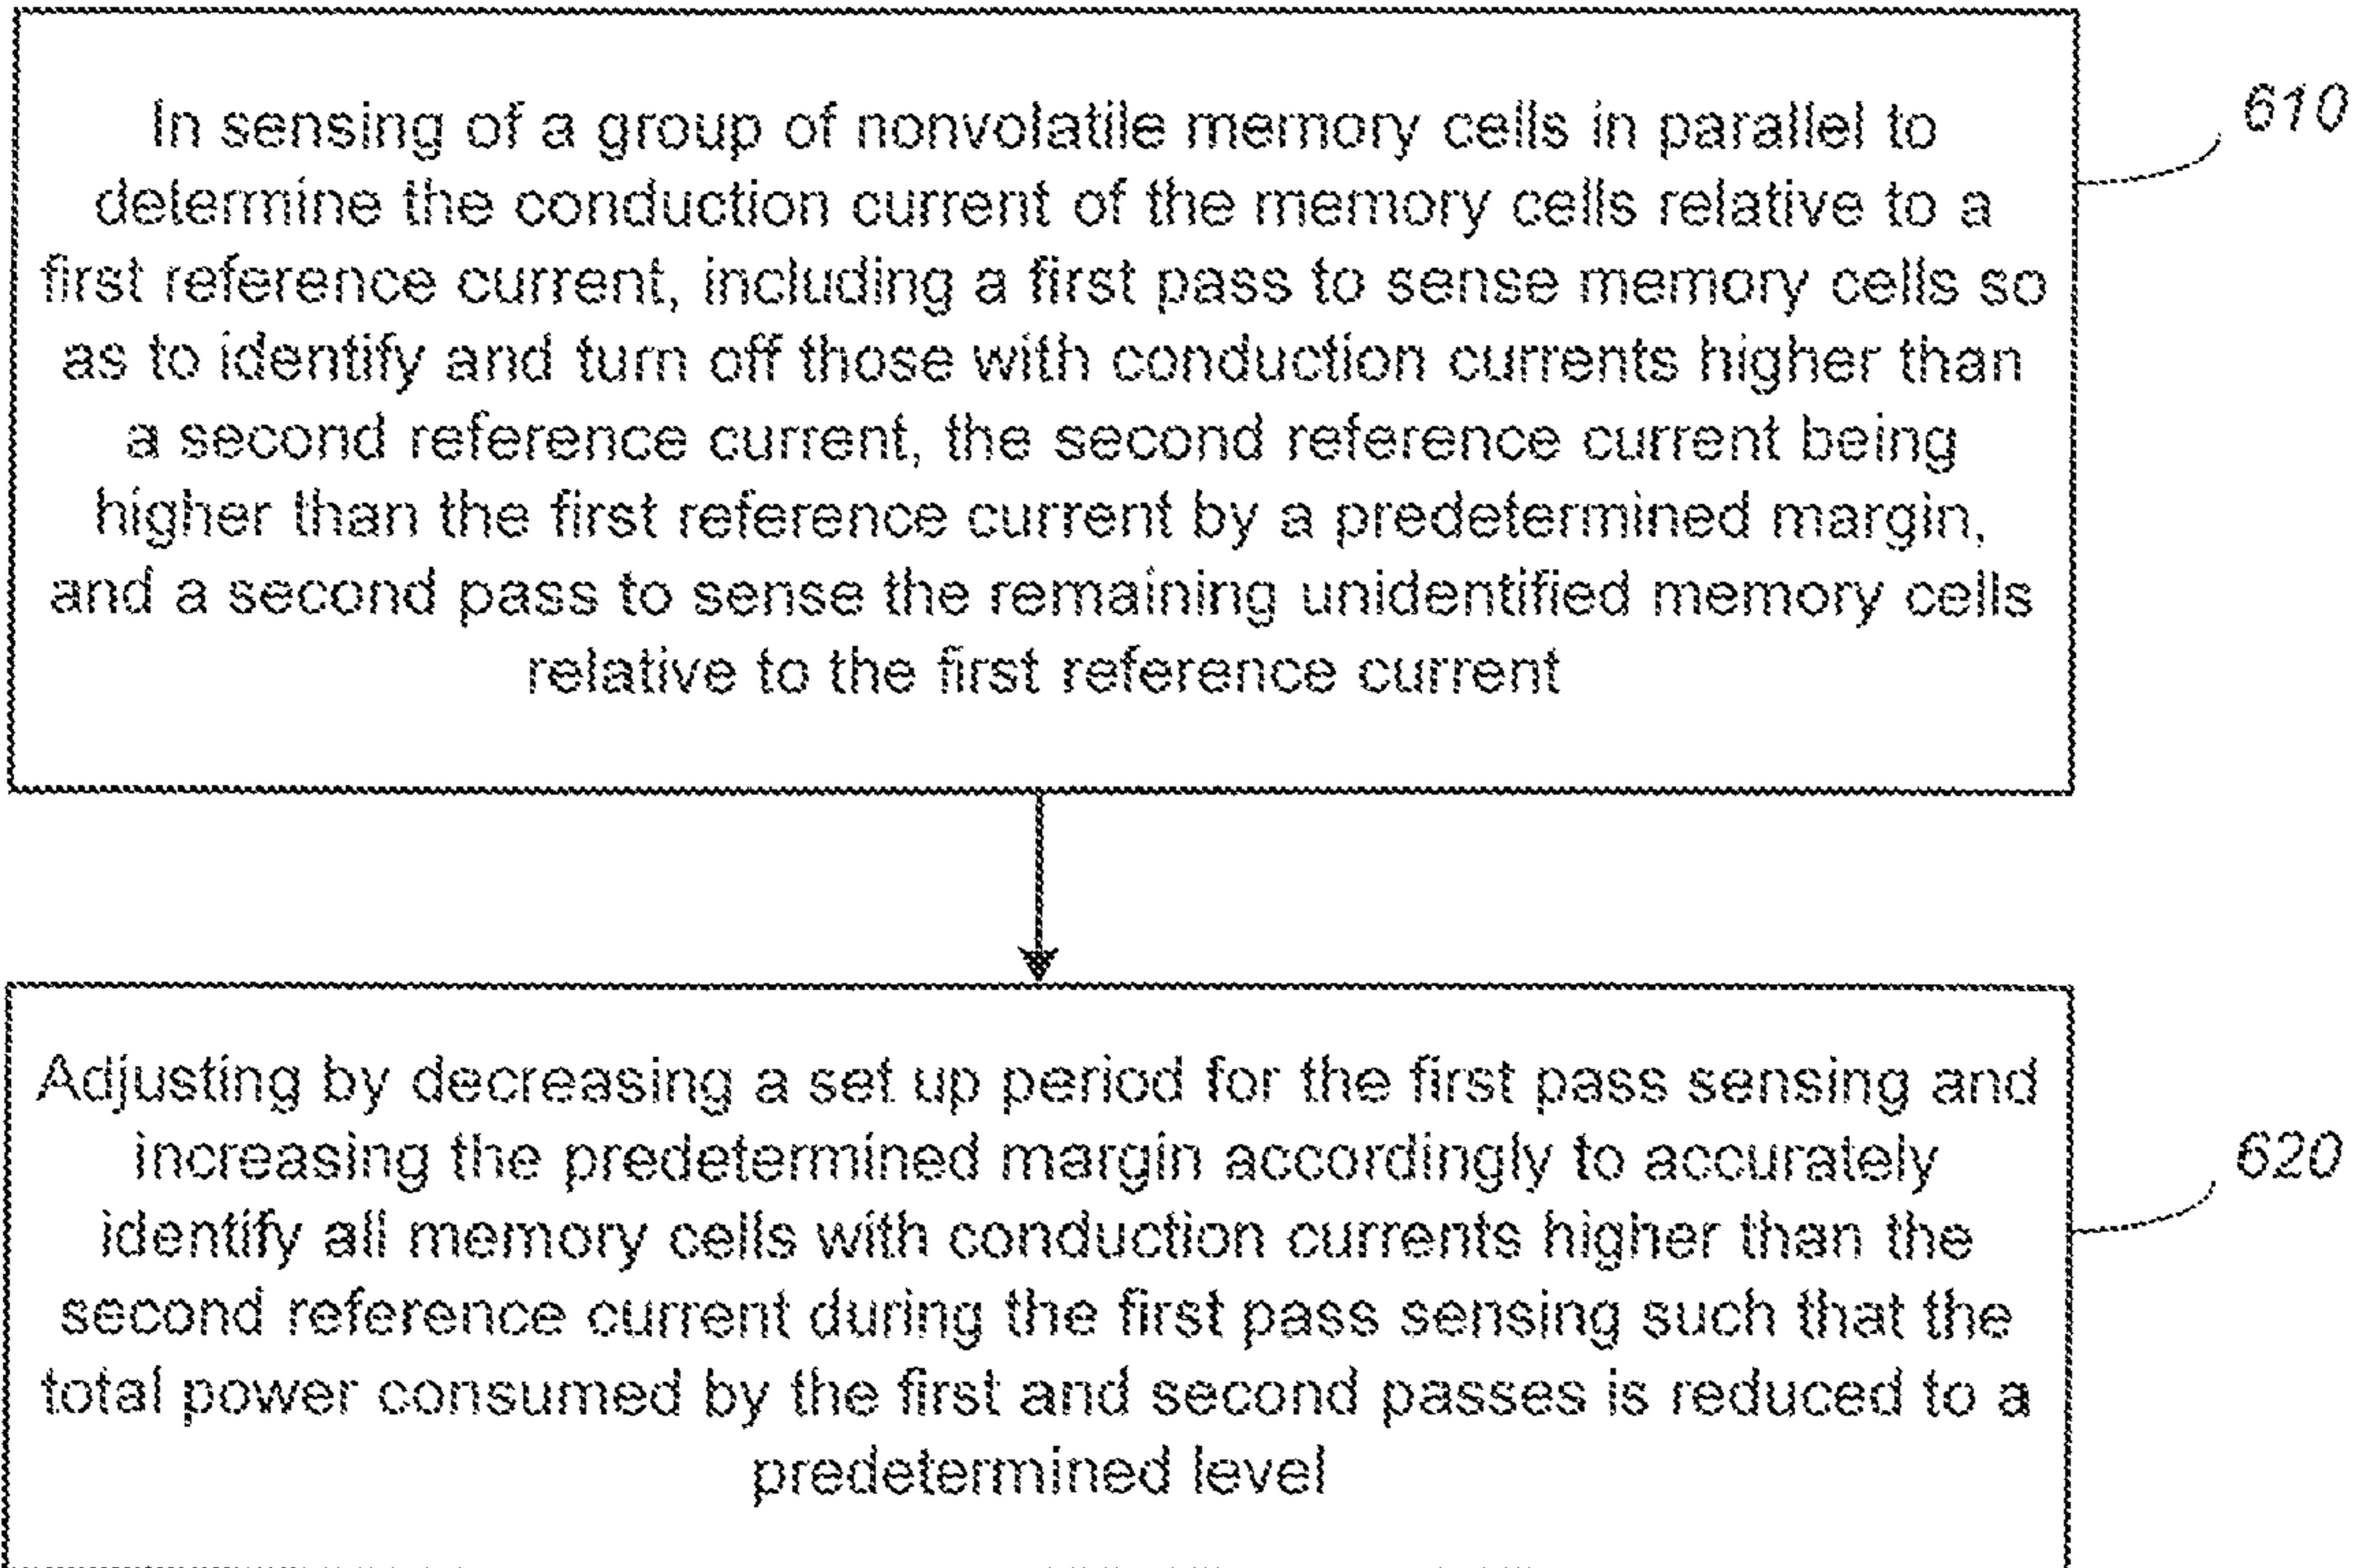 In sensing of a group of nonvolatile memory cells in parallel to
determine the conduction current of the memory cells relative to a
first reference current, including a first pass to sense memory cells so
as to identify and turn off those with conduction currents higher than
a second reference current, the second reference current being
higher than the first reference current by a predetermined margin,
and a second pass to sense the remaining unidentified memory cells
relative to the first reference current
610
Adjusting by decreasing a set up period for the first pass sensing and
increasing the predetermined margin accordingly to accurately
identify all memory cells with conduction currents higher than the
second reference current during the first pass sensing such that the
total power consumed by the first and second passes is reduced to a
predetermined level
620